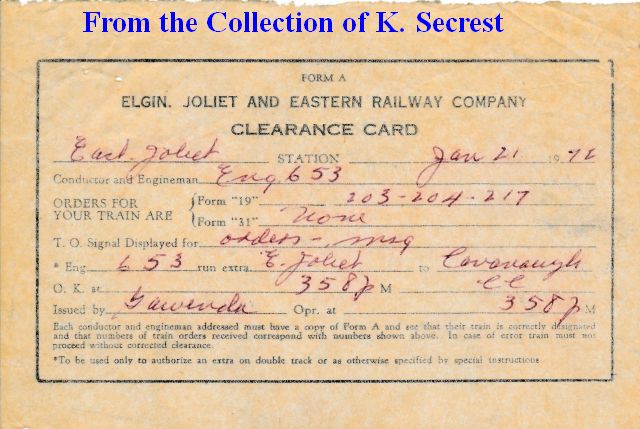 From the Collection of K. Secrest
FORM A
ELGIN, JOLIET AND EASTERN RAILWAY COMPANY
CLEARANCE CARD
East Joliet STATION Jan 21 1972
Conductor and Engineman Eng 653
ORDERS FOR YOUR TRAIN ARE
Form "19" 203-204-217
Form "31" None
T. O. Signal Displayed for orders - msg
* Eng. 653 run extra E. Joliet to Cavanaugh
O. K. at 358 p M CC
Issued by Gawenda Opr. at 358 p M
Each conductor and engineman addressed must have a copy of Form A and see that their train is correctly designated
and that numbers of train orders received correspond with numbers shown above. In case of error train must not
proceed without corrected clearance.
*To be used only to authorize an extra on double track or as otherwise specified by special instructions